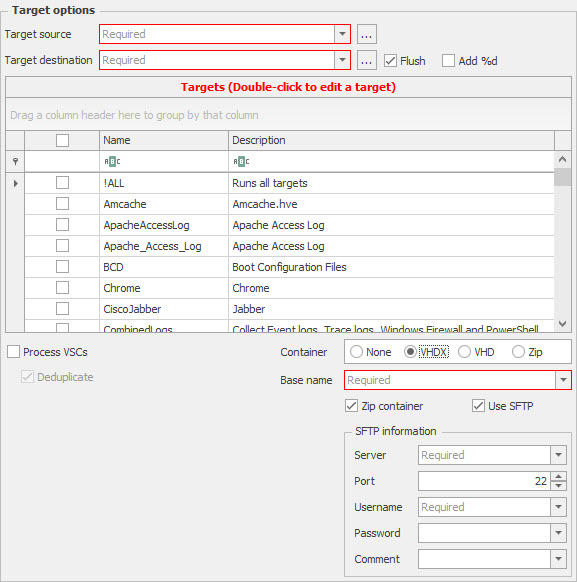 Target options
Target source Required ...
Target destination Required ... Flush Add %d
Targets (Double-click to edit a target)
Drag a column header here to group by that column
Name Description
ABC ABC
!ALL Runs all targets
Amcache Amcache.hve
ApacheAccessLog Apache Access Log
Apache_Access_Log Apache Access Log
BCD Boot Configuration Files
Chrome Chrome
CiscoJabber Jabber
CombinedLogs Collect Event logs, Trace logs, Windows Firewall and PowerShell
Process VSCs Container None VHDX VHD Zip
Deduplicate Base name Required
Zip container Use SFTP
SFTP information
Server Required
Port 22
Username Required
Password
Comment